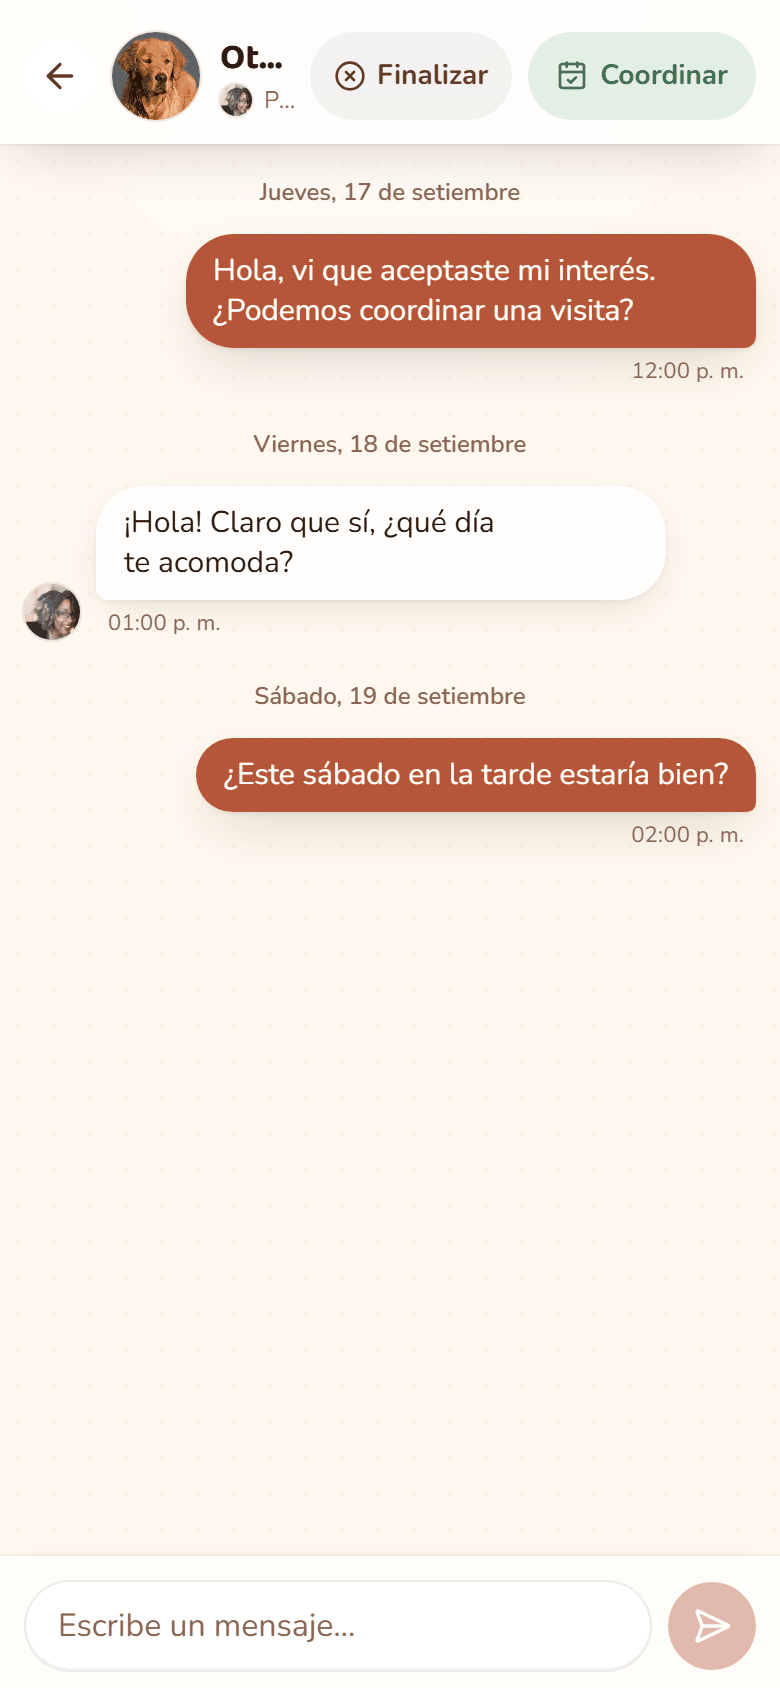 Ot...
P...
Finalizar
Coordinar
Jueves, 17 de setiembre
Hola, vi que aceptaste mi interés.
¿Podemos coordinar una visita?
12:00 p. m.
Viernes, 18 de setiembre
¡Hola! Claro que sí, ¿qué día
te acomoda?
01:00 p. m.
Sábado, 19 de setiembre
¿Este sábado en la tarde estaría bien?
02:00 p. m.
Escribe un mensaje...